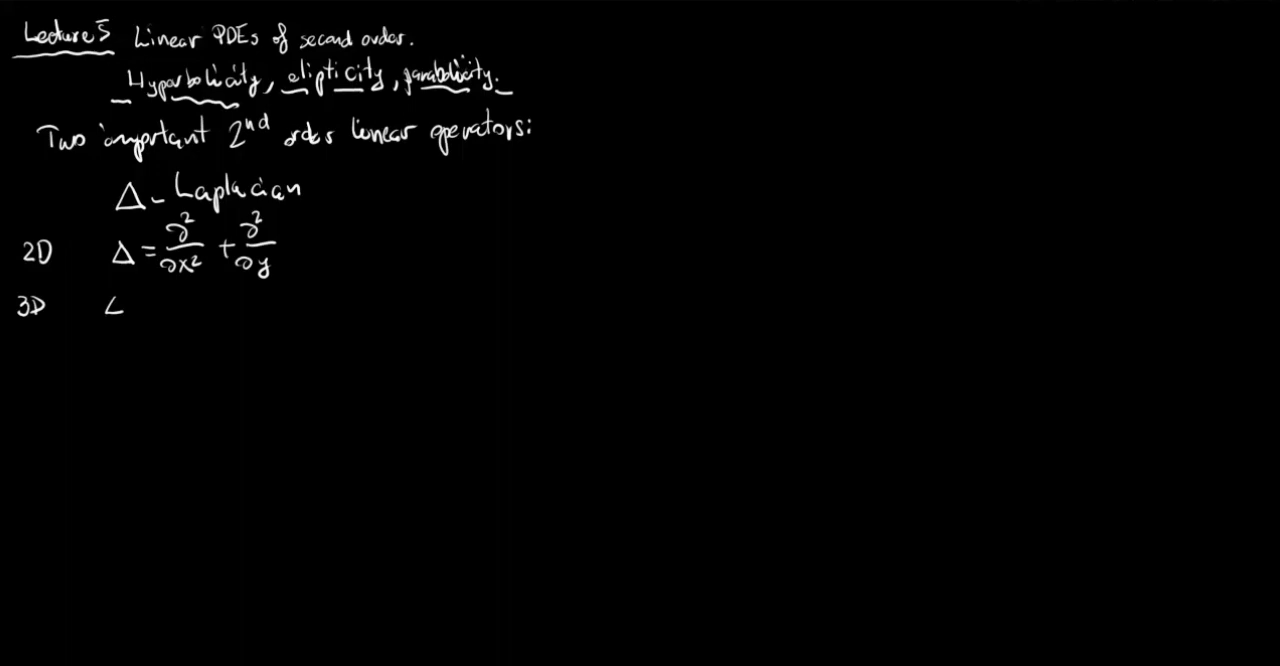 Lecture 5 Linear PDEs of second order.
Hyperbolicity, elipticity, parabolicity.
Two important 2nd order linear operators:
Δ - Laplacian
2D Δ = ∂²/∂x² + ∂²/∂y
3D